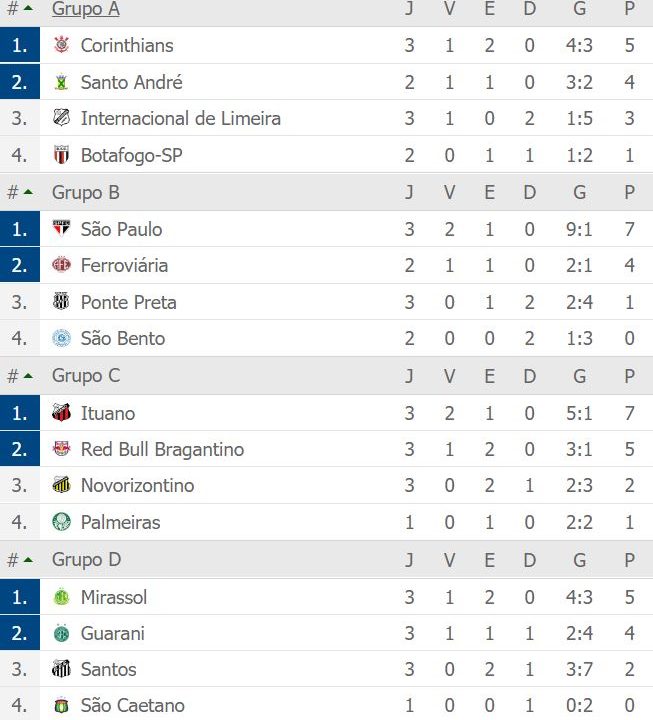 # Grupo A J V E D G P
1. Corinthians 3 1 2 0 4:3 5
2. Santo André 2 1 1 0 3:2 4
3. Internacional de Limeira 3 1 0 2 1:5 3
4. Botafogo-SP 2 0 1 1 1:2 1
# Grupo B J V E D G P
1. São Paulo 3 2 1 0 9:1 7
2. Ferroviária 2 1 1 0 2:1 4
3. Ponte Preta 3 0 1 2 2:4 1
4. São Bento 2 0 0 2 1:3 0
# Grupo C J V E D G P
1. Ituano 3 2 1 0 5:1 7
2. Red Bull Bragantino 3 1 2 0 3:1 5
3. Novorizontino 3 0 2 1 2:3 2
4. Palmeiras 1 0 1 0 2:2 1
# Grupo D J V E D G P
1. Mirassol 3 1 2 0 4:3 5
2. Guarani 3 1 1 1 2:4 4
3. Santos 3 0 2 1 3:7 2
4. São Caetano 1 0 0 1 0:2 0